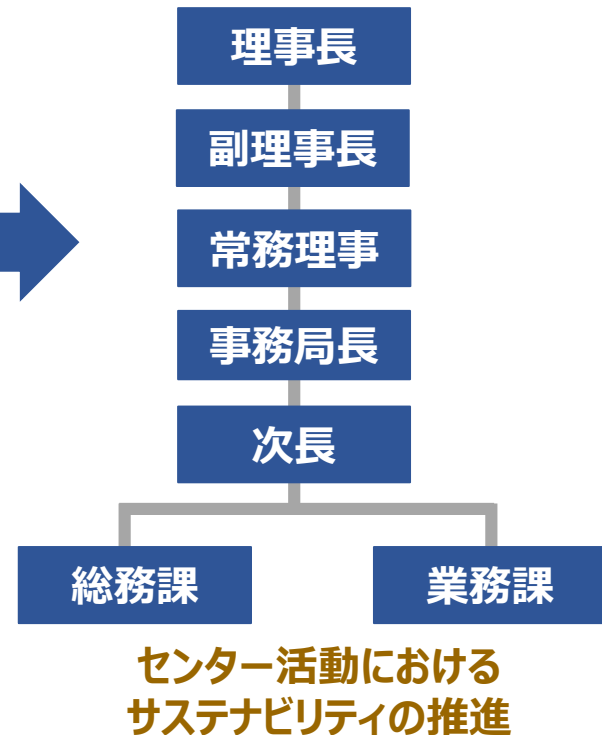 理事長
副理事長
常務理事
事務局長
次長
総務課
業務課
センター活動における
サステナビリティの推進